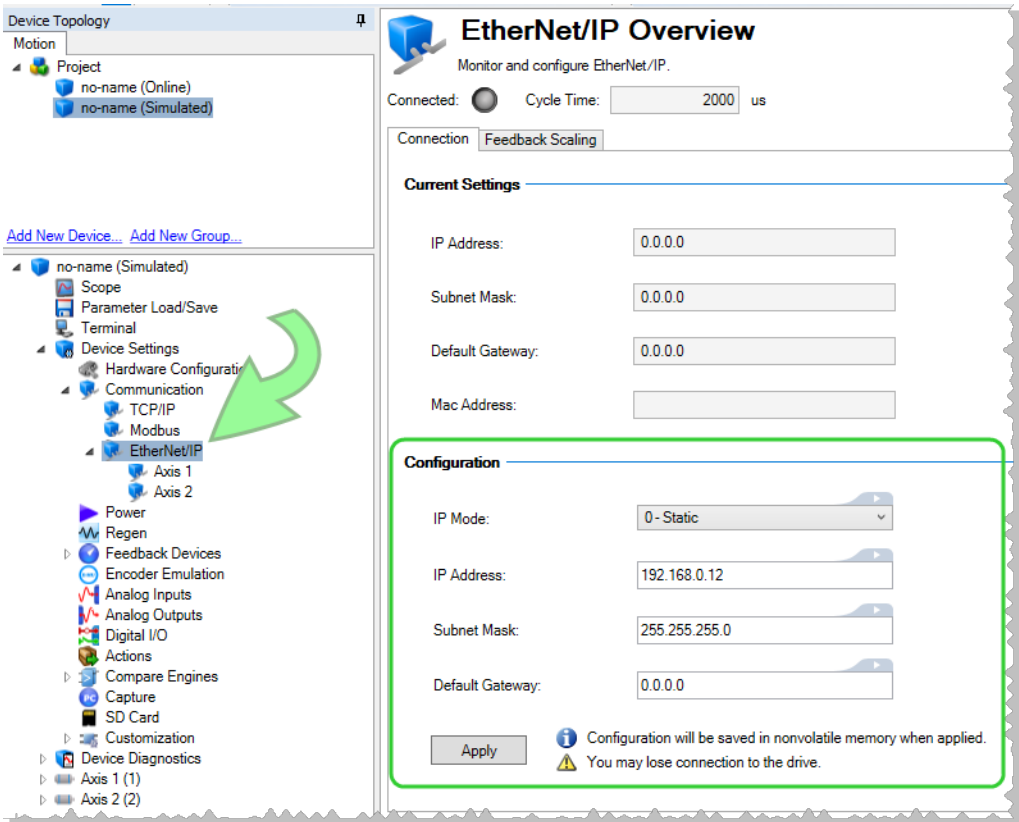 Device Topology
Motion
Project
no-name (Online)
no-name (Simulated)
Add New Device... Add New Group...
no-name (Simulated)
Scope
Parameter Load/Save
Terminal
Device Settings
Hardware
Communication
TCP/IP
Modbus
EtherNet/IP
Axis 1
Axis 2
Power
Regen
Feedback Devices
Encoder Emulation
Analog Inputs
Analog Outputs
Digital I/O
Actions
Compare Engines
Capture
SD Card
Customization
Device Diagnostics
Axis 1 (1)
Axis 2 (2)
EtherNet/IP Overview
Monitor and configure EtherNet/IP.
Connected: Cycle Time: 2000 us
Connection Feedback Scaling
Current Settings
IP Address: 0.0.0.0
Subnet Mask: 0.0.0.0
Default Gateway: 0.0.0.0
Mac Address:
Configuration
IP Mode: 0 - Static
IP Address: 192.168.0.12
Subnet Mask: 255.255.255.0
Default Gateway: 0.0.0.0
Apply
Configuration will be saved in nonvolatile memory when applied.
You may lose connection to the drive.